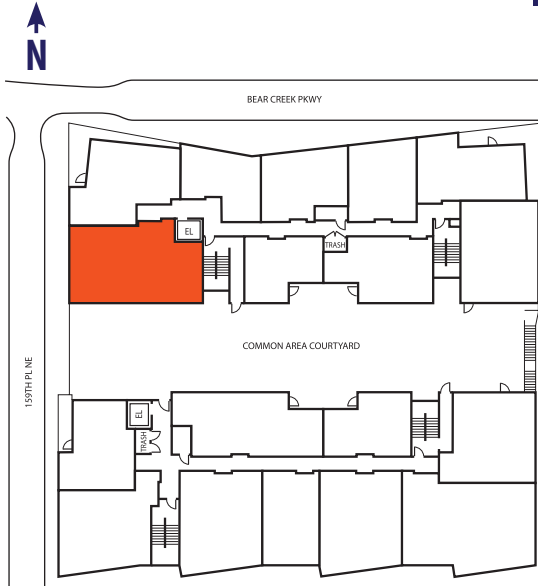 N
BEAR CREEK PKWY
EL
TRASH
COMMON AREA COURTYARD
159TH PL NE
EL
TRASH